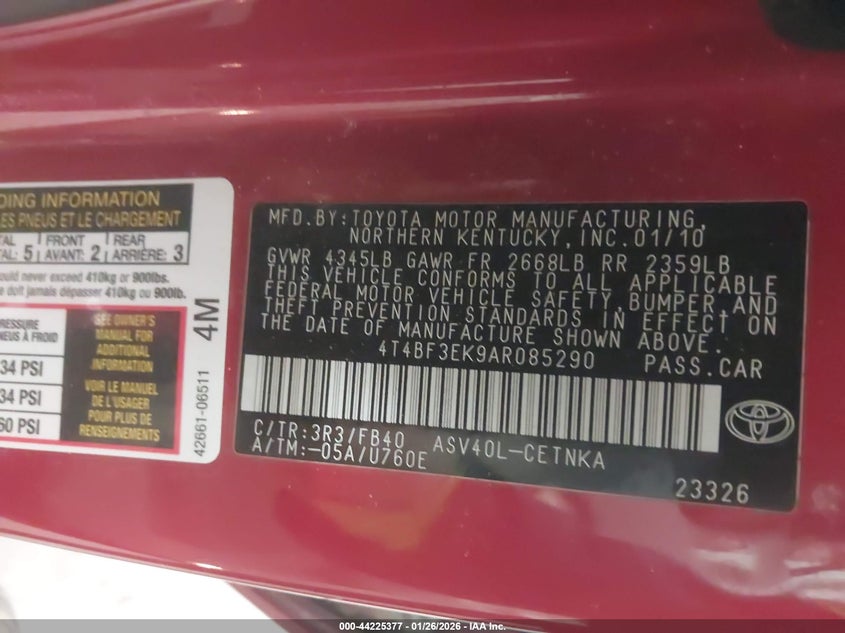 DING INFORMATION
LES PNEUS ET LE CHARGEMENT
TAL 5 FRONT AVANT: 2 REAR ARRIÈRE: 3
ould never exceed 410kg or 900lbs.
e doit jamais dépasser 410kg ou 900lb.
PRESSURE
PNEUS À FROID
34 PSI
34 PSI
60 PSI
SEE OWNER'S
MANUAL FOR
ADDITIONAL
INFORMATION
VOIR LE MANUEL
DE L'USAGER
POUR PLUS DE
RENSEIGNEMENTS
42661-06511
4M
MFD.BY:TOYOTA MOTOR MANUFACTURING,
NORTHERN KENTUCKY,INC.01/10
GVWR 4345LB GAWR FR 2668LB RR 2359LB
THIS VEHICLE CONFORMS TO ALL APPLICABLE
FEDERAL MOTOR VEHICLE SAFETY,BUMPER,AND
THEFT PREVENTION STANDARDS IN EFFECT ON
THE DATE OF MANUFACTURE SHOWN ABOVE.
4T4BF3EK9AR085290 PASS.CAR
C/TR:3R3/FB40 ASV40L-CETNKA
A/TM:-05A/U760E
23326
TOYOTA
000-44225377 - 01/26/2026 - IAA Inc.